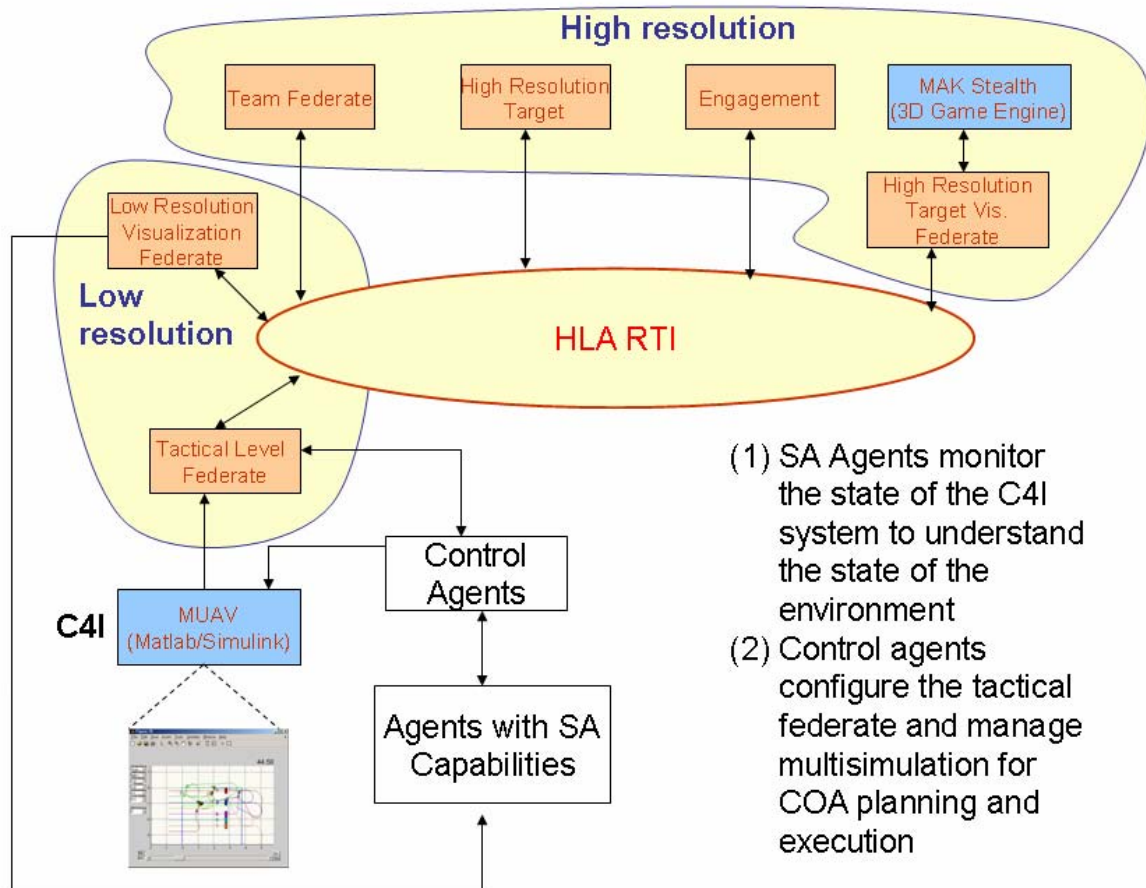 High resolution
Team Federate
High Resolution
Target
Engagement
MAK Stealth
(3D Game Engine)
Low Resolution
Visualization
Federate
High Resolution
Target Vis.
Federate
Low
resolution
HLA RTI
Tactical Level
Federate
Control
Agents
C4I
MUAV
(Matlab/Simulink)
Agents with SA
Capabilities
44.50
(1) SA Agents monitor
the state of the C4I
system to understand
the state of the
environment
(2) Control agents
configure the tactical
federate and manage
multisimulation for
COA planning and
execution